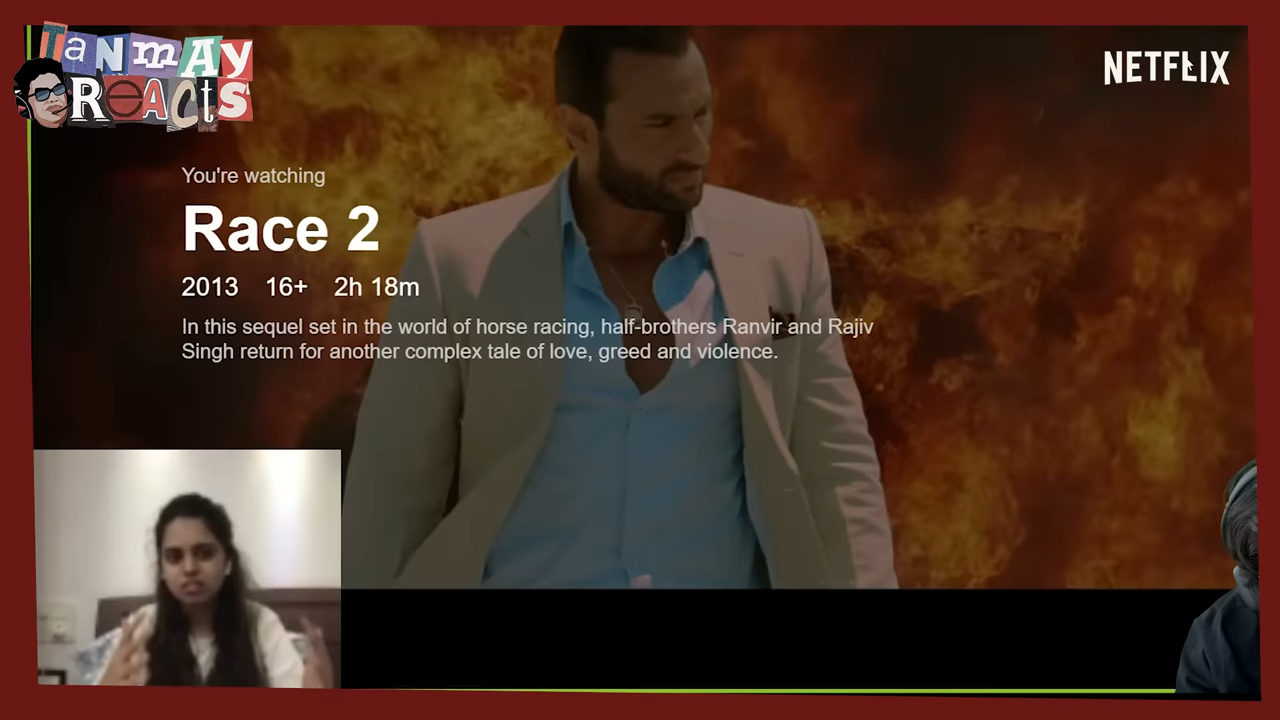 TaNmAy
ReActs
NETFLIX
You're watching
Race 2
2013 16+ 2h 18m
In this sequel set in the world of horse racing, half-brothers Ranvir and Rajiv
Singh return for another complex tale of love, greed and violence.